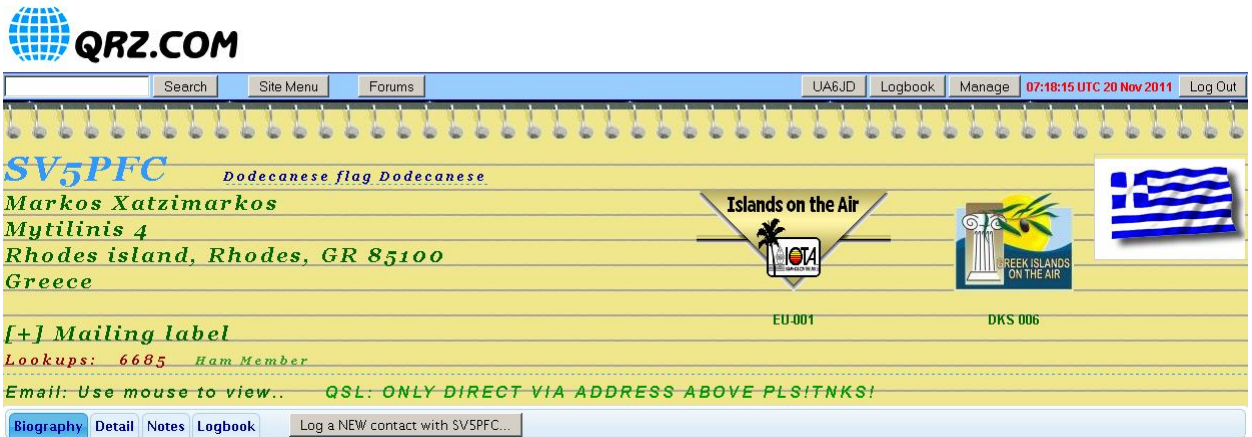 QRZ.COM
Search Site Menu Forums UA6JD Logbook Manage 07:18:15 UTC 20 Nov 2011 Log Out
SV5PFC Dodecanese flag Dodecanese
Markos Xatzimarkos
Mytilinis 4
Rhodes island, Rhodes, GR 85100
Greece
Islands on the Air
IOTA
EU-001
GREEK ISLANDS
ON THE AIR
DKS 006
[+] Mailing label
Lookups: 6685 Ham Member
Email: Use mouse to view.. QSL: ONLY DIRECT VIA ADDRESS ABOVE PLS!TNKS!
Biography Detail Notes Logbook Log a NEW contact with SV5PFC...